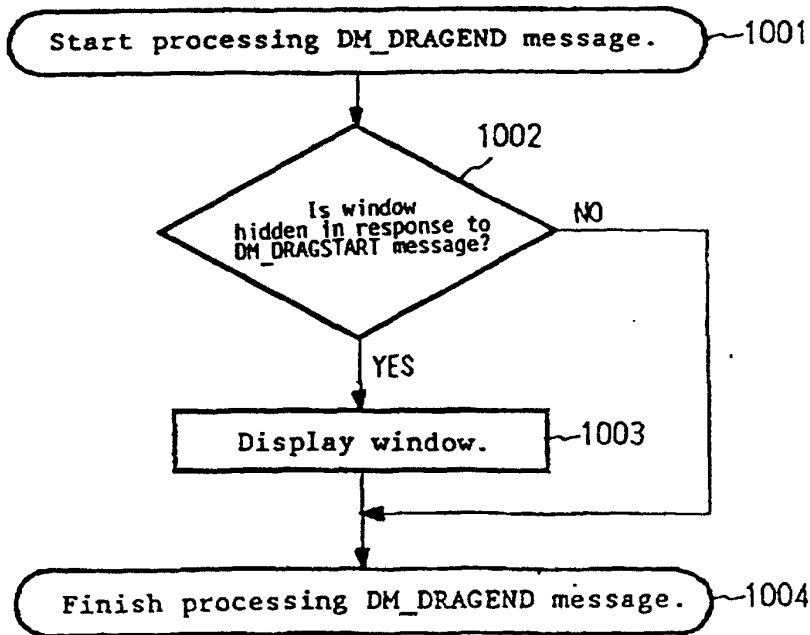 Start processing DM_DRAGEND message.
1001
1002
Is window
hidden in response to
DM_DRAGSTART message?
NO
YES
Display window.
1003
Finish processing DM_DRAGEND message.
1004